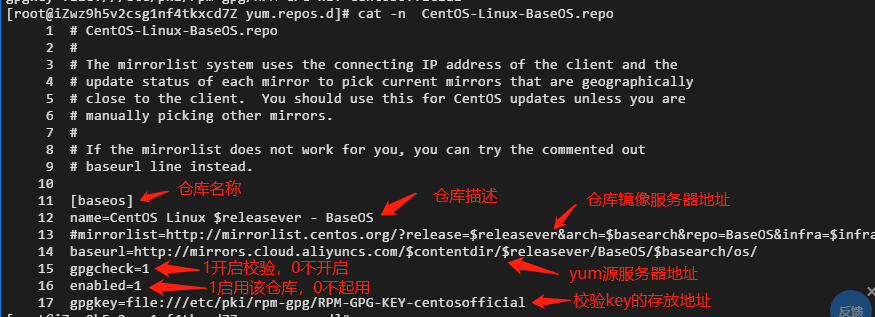 [root@iZwz9h5v2csg1nf4tkxcd7Z yum.repos.d]# cat -n  CentOS-Linux-BaseOS.repo
1 # CentOS-Linux-BaseOS.repo
2 #
3 # The mirrorlist system uses the connecting IP address of the client and the
4 # update status of each mirror to pick current mirrors that are geographically
5 # close to the client.  You should use this for CentOS updates unless you are
6 # manually picking other mirrors.
7 #
8 # If the mirrorlist does not work for you, you can try the commented out
9 # baseurl line instead.
10
11 [baseos] 仓库名称
12 name=CentOS Linux $releasever - BaseOS 仓库描述
仓库镜像服务器地址
13 #mirrorlist=http://mirrorlist.centos.org/?release=$releasever&arch=$basearch&repo=BaseOS&infra=$infra
14 baseurl=http://mirrors.cloud.aliyuncs.com/$contentdir/$releasever/BaseOS/$basearch/os/
15 gpgcheck=1 1开启校验，0不开启 yum源服务器地址
16 enabled=1 1启用该仓库，0不起用
17 gpgkey=file:///etc/pki/rpm-gpg/RPM-GPG-KEY-centosofficial 校验key的存放地址
反馈